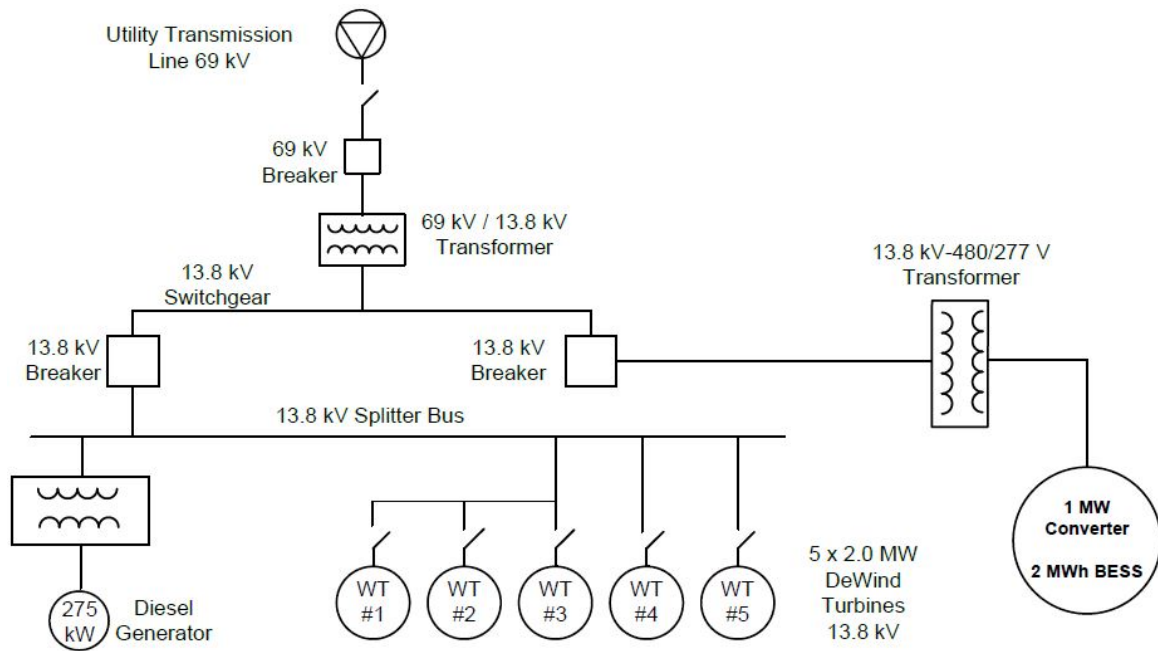 Utility Transmission
Line 69 kV
69 kV
Breaker
69 kV / 13.8 kV
Transformer
13.8 kV
Switchgear
13.8 kV-480/277 V
Transformer
13.8 kV
Breaker
13.8 kV
Breaker
13.8 kV Splitter Bus
1 MW
Converter
2 MWh BESS
275
kW
Diesel
Generator
WT
#1
WT
#2
WT
#3
WT
#4
WT
#5
5 x 2.0 MW
DeWind
Turbines
13.8 kV